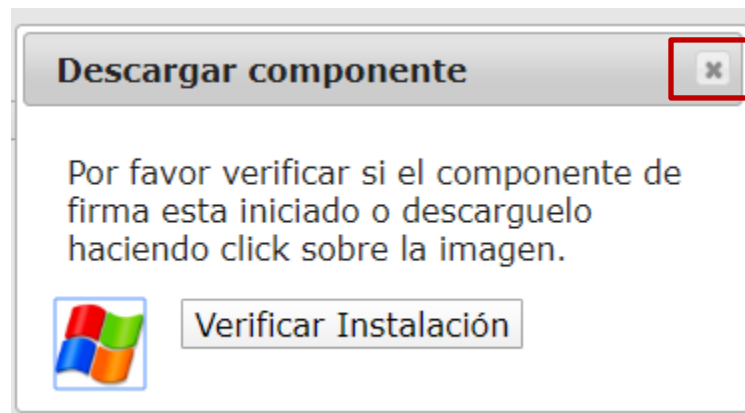 Descargar componente
Por favor verificar si el componente de
firma esta iniciado o descarguelo
haciendo click sobre la imagen.
Verificar Instalación